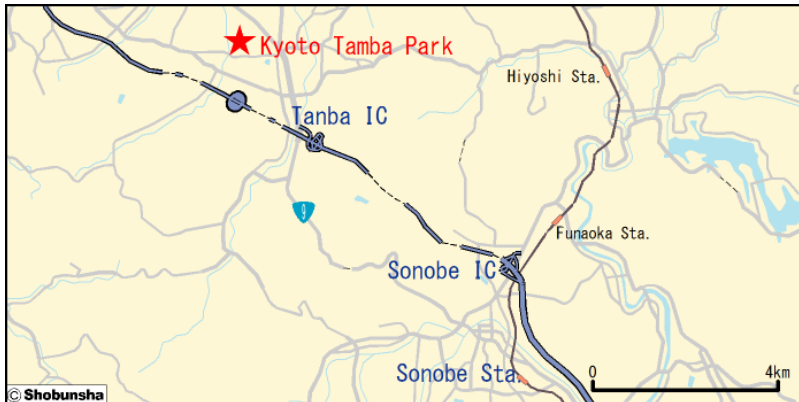 Kyoto Tamba Park
Hiyoshi Sta.
Tanba IC
9
Funaoka Sta.
Sonobe IC
Sonobe Sta.
0 4km
© Shobunsha